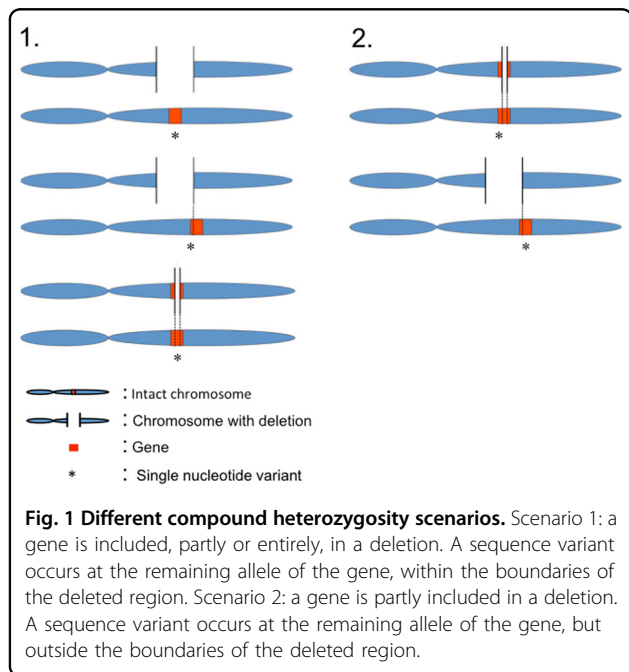 1.
2.
*
*
*
*
*
: Intact chromosome
: Chromosome with deletion
: Gene
* : Single nucleotide variant
Fig. 1 Different compound heterozygosity scenarios. Scenario 1: a
gene is included, partly or entirely, in a deletion. A sequence variant
occurs at the remaining allele of the gene, within the boundaries of
the deleted region. Scenario 2: a gene is partly included in a deletion.
A sequence variant occurs at the remaining allele of the gene, but
outside the boundaries of the deleted region.